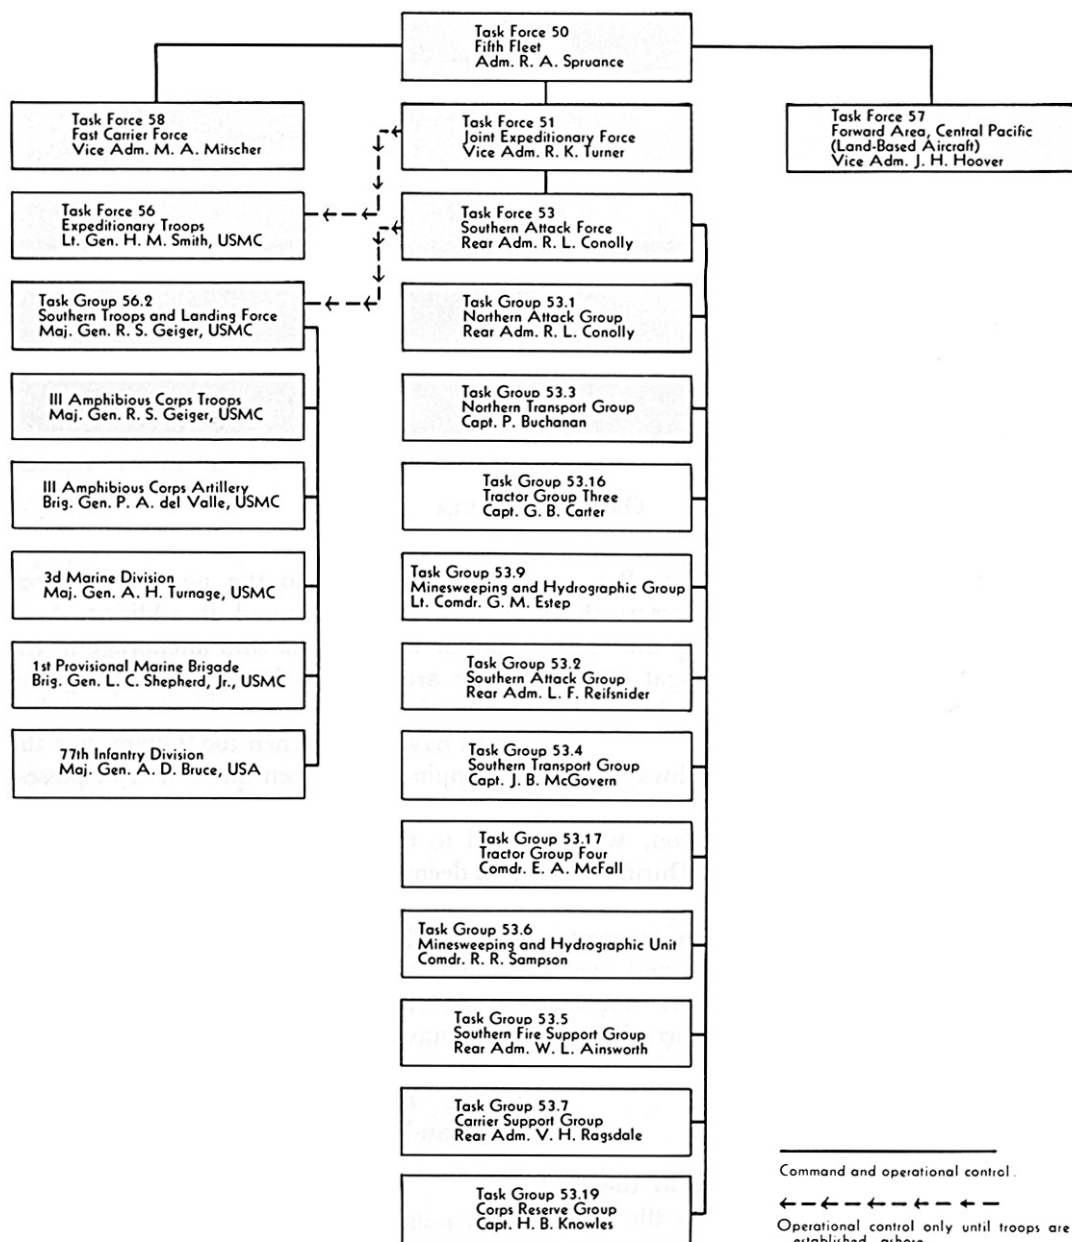 Task Force 50
Fifth Fleet
Adm. R. A. Spruance
Task Force 58
Fast Carrier Force
Vice Adm. M. A. Mitscher
Task Force 51
Joint Expeditionary Force
Vice Adm. R. K. Turner
Task Force 57
Forward Area, Central Pacific
(Land-Based Aircraft)
Vice Adm. J. H. Hoover
Task Force 56
Expeditionary Troops
Lt. Gen. H. M. Smith, USMC
Task Group 56.2
Southern Troops and Landing Force
Maj. Gen. R. S. Geiger, USMC
III Amphibious Corps Troops
Maj. Gen. R. S. Geiger, USMC
III Amphibious Corps Artillery
Brig. Gen. P. A. del Valle, USMC
3d Marine Division
Maj. Gen. A. H. Turnage, USMC
1st Provisional Marine Brigade
Brig. Gen. L. C. Shepherd, Jr., USMC
77th Infantry Division
Maj. Gen. A. D. Bruce, USA
Task Force 53
Southern Attack Force
Rear Adm. R. L. Conolly
Task Group 53.1
Northern Attack Group
Rear Adm. R. L. Conolly
Task Group 53.3
Northern Transport Group
Capt. P. Buchanan
Task Group 53.16
Tractor Group Three
Capt. G. B. Carter
Task Group 53.9
Minesweeping and Hydrographic Group
Lt. Comdr. G. M. Estep
Task Group 53.2
Southern Attack Group
Rear Adm. L. F. Reifsnider
Task Group 53.4
Southern Transport Group
Capt. J. B. McGovern
Task Group 53.17
Tractor Group Four
Comdr. E. A. McFall
Task Group 53.6
Minesweeping and Hydrographic Unit
Comdr. R. R. Sampson
Task Group 53.5
Southern Fire Support Group
Rear Adm. W. L. Ainsworth
Task Group 53.7
Carrier Support Group
Rear Adm. V. H. Ragsdale
Task Group 53.19
Corps Reserve Group
Capt. H. B. Knowles
Command and operational control.
Operational control only until troops are
established ashore